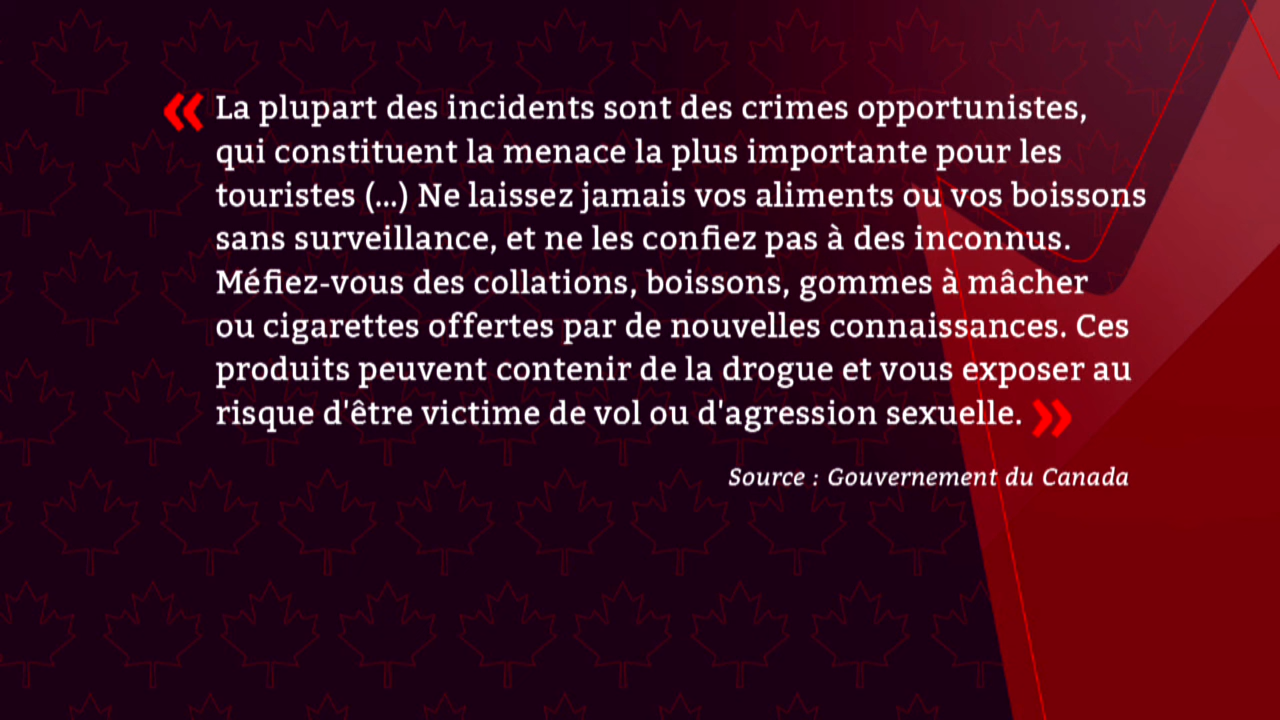 « La plupart des incidents sont des crimes opportunistes,
qui constituent la menace la plus importante pour les
touristes (...) Ne laissez jamais vos aliments ou vos boissons
sans surveillance, et ne les confiez pas à des inconnus.
Méfiez-vous des collations, boissons, gommes à mâcher
ou cigarettes offertes par de nouvelles connaissances. Ces
produits peuvent contenir de la drogue et vous exposer au
risque d'être victime de vol ou d'agression sexuelle. »
Source : Gouvernement du Canada